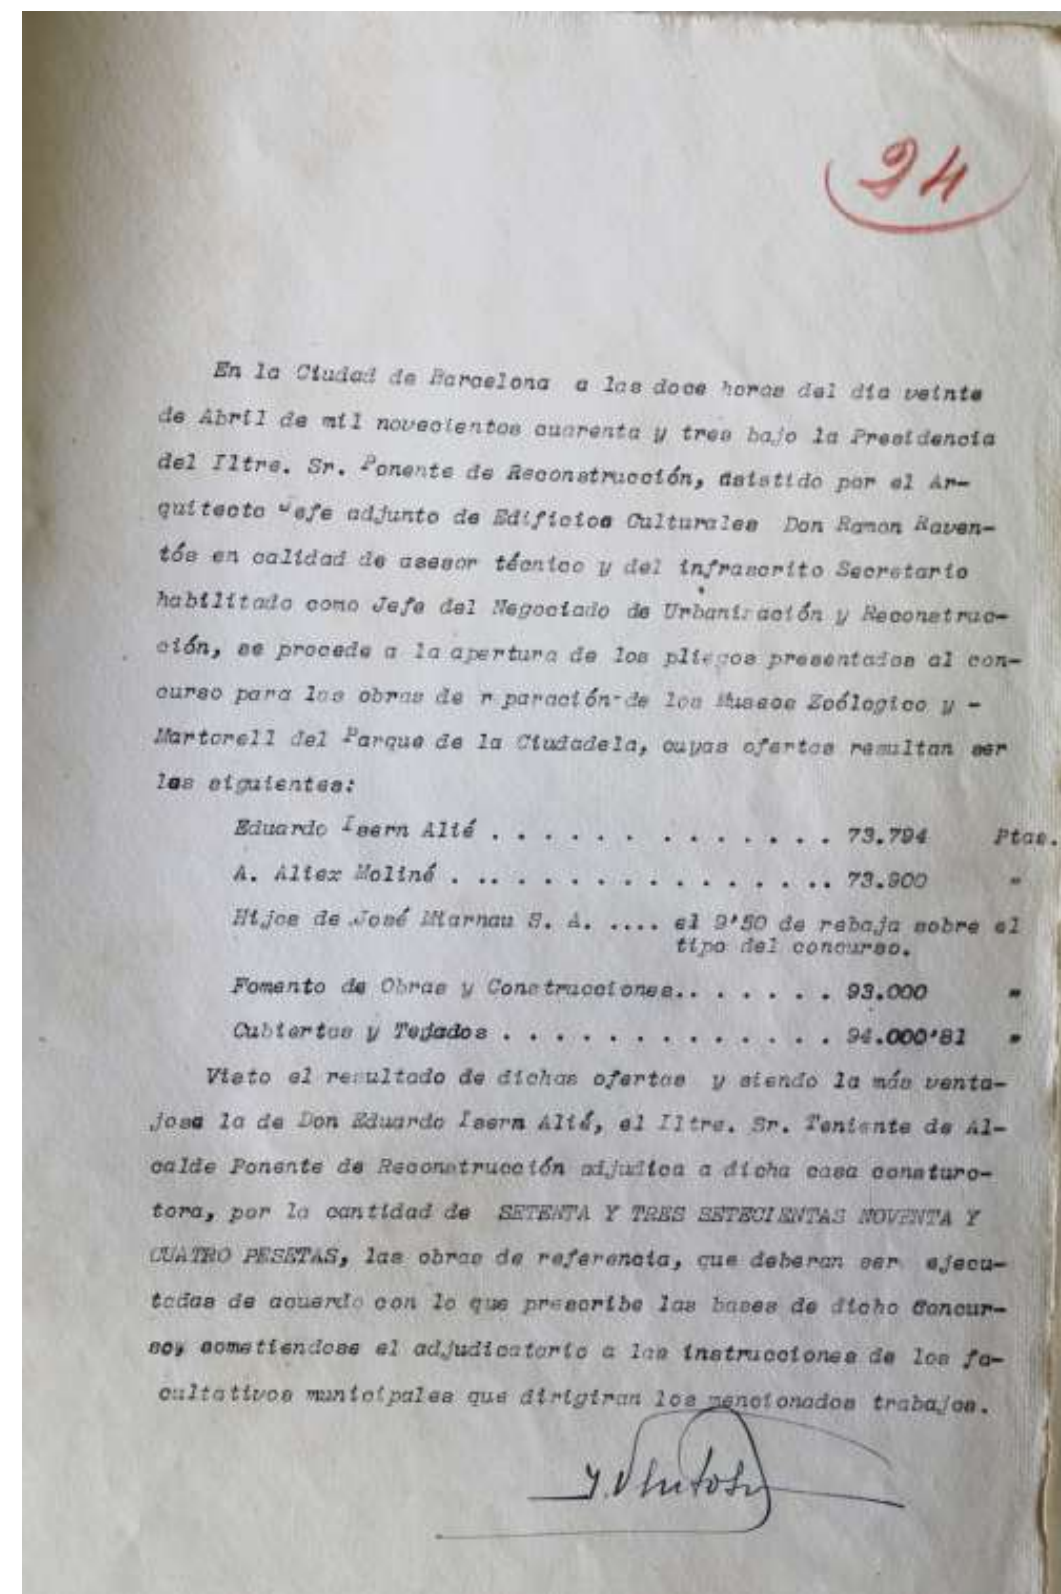 24
En la Ciudad de Barcelona a las doce horas del dia veinte
de Abril de mil novecientos cuarenta y tres bajo la Presidencia
del Iltre. Sr. Ponente de Reconstrucción, asistido por el Ar-
quitecto Jefe adjunto de Edificios Culturales Don Ramon Raven-
tós en calidad de asesor técnico y del infrascrito Secretario
habilitado como Jefe del Negociado de Urbanización y Reconstruc-
ción, se procede a la apertura de los pliegos presentados al con-
curso para las obras de r paración de los Museos Zoólogico y -
Martorell del Parque de la Ciudadela, cuyas ofertas resultan ser
las siguientes:
Eduardo Isern Alié . . . . . . . . . . . . . . 73.794 Ptas.
A. Altex Moliné . .. . . . . . . . . . . . . .. 73.900 "
Hijos de José Miarnau S. A. .... el 9'50 de rebaja sobre el
tipo del concurso.
Fomento de Obras y Construcciones.. . . . . . 93.000 "
Cubiertas y Tejados . . . . . . . . . . . . . 94.000'81 "
Visto el resultado de dichas ofertas y siendo la más venta-
josa la de Don Eduardo Isern Alié, el Iltre. Sr. Teniente de Al-
calde Ponente de Reconstrucción adjudica a dicha casa consturc-
tora, por la cantidad de SETENTA Y TRES SETECIENTAS NOVENTA Y
CUATRO PESETAS, las obras de referencia, que deberan ser ejecu-
tadas de acuerdo con lo que prescribe las bases de dicho Concur-
so, sometiendose el adjudicatario a las instrucciones de los fa-
cultativos municipales que dirigiran los mencionados trabajos.